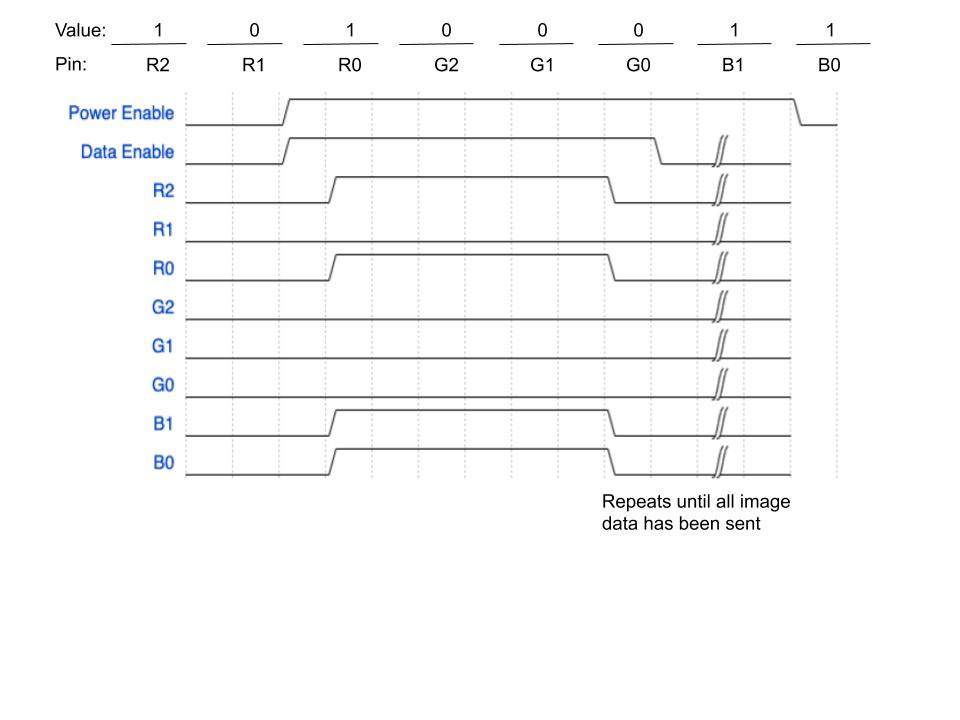 Value: 1 0 1 0 0 0 1 1
Pin: R2 R1 R0 G2 G1 G0 B1 B0
Power Enable
Data Enable
R2
R1
R0
G2
G1
G0
B1
B0
Repeats until all image
data has been sent